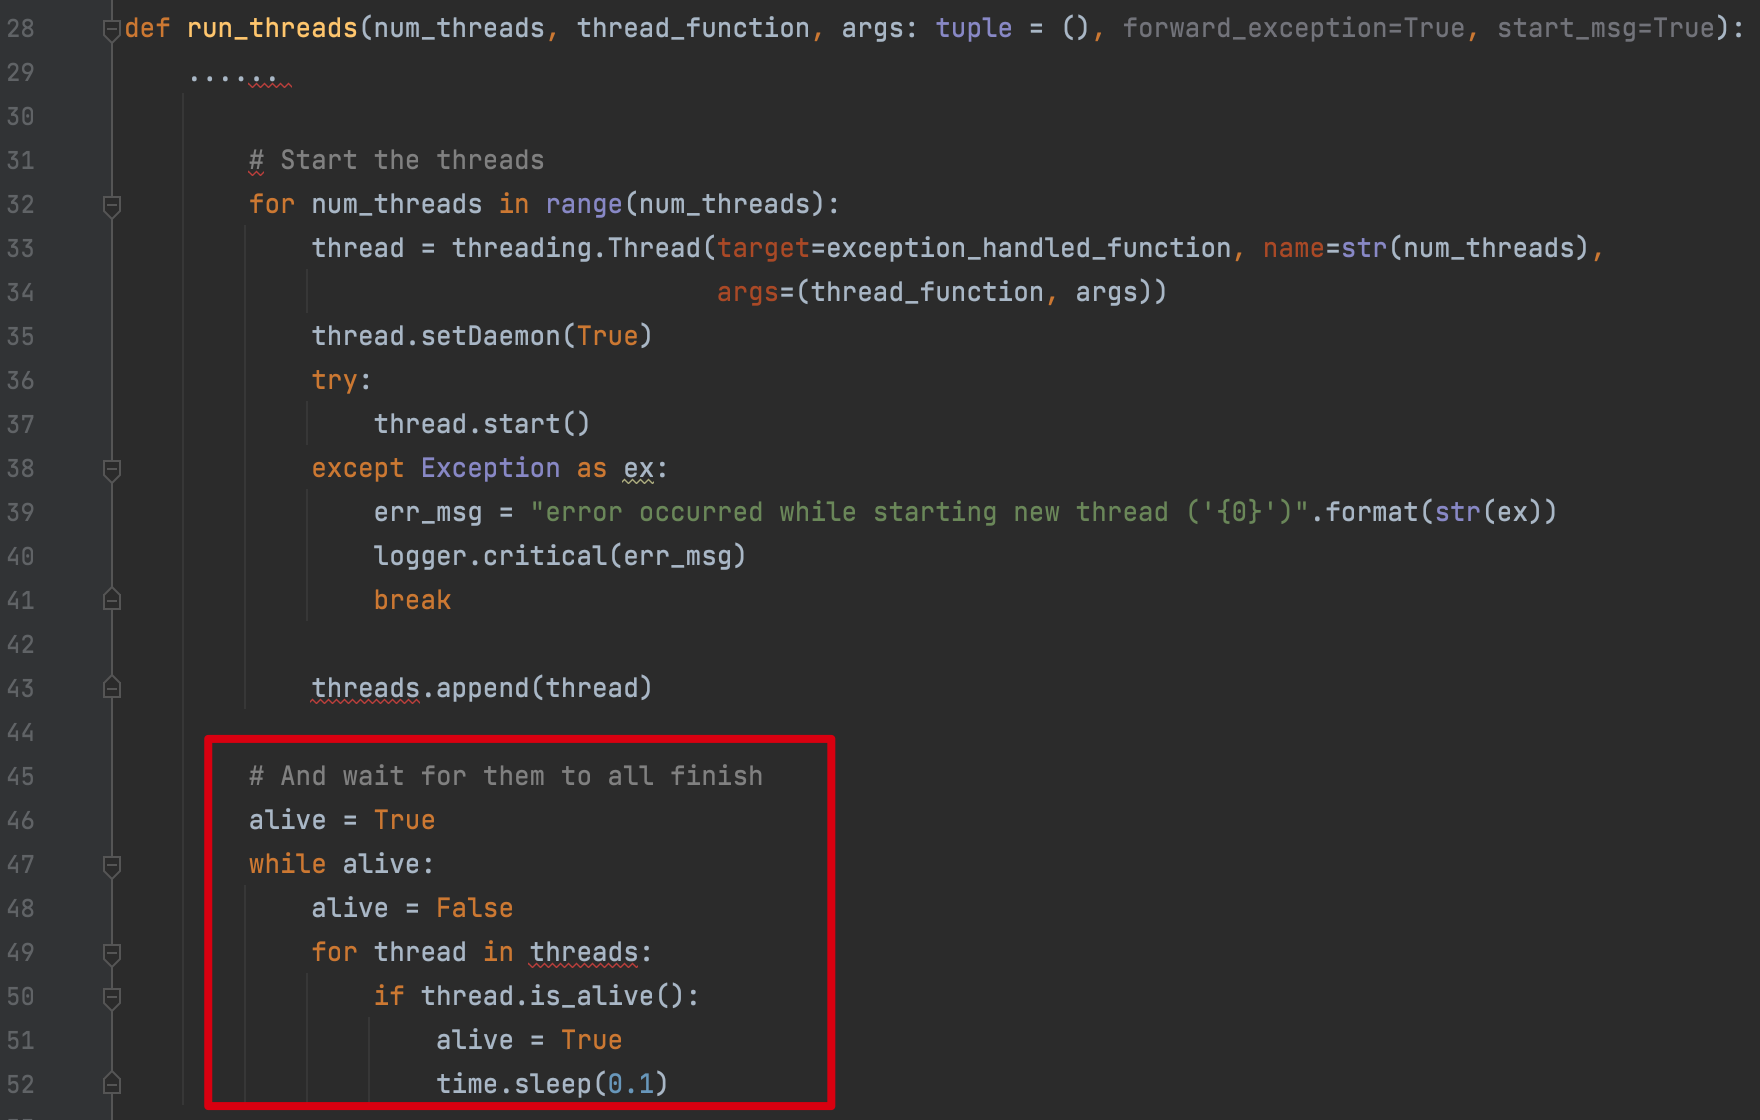 28 def run_threads(num_threads, thread_function, args: tuple = (), forward_exception=True, start_msg=True):
29     ......
30
31         # Start the threads
32         for num_threads in range(num_threads):
33             thread = threading.Thread(target=exception_handled_function, name=str(num_threads),
34                                       args=(thread_function, args))
35             thread.setDaemon(True)
36             try:
37                 thread.start()
38             except Exception as ex:
39                 err_msg = "error occurred while starting new thread ('{0}')".format(str(ex))
40                 logger.critical(err_msg)
41                 break
42
43             threads.append(thread)
44
45         # And wait for them to all finish
46         alive = True
47         while alive:
48             alive = False
49             for thread in threads:
50                 if thread.is_alive():
51                     alive = True
52                     time.sleep(0.1)